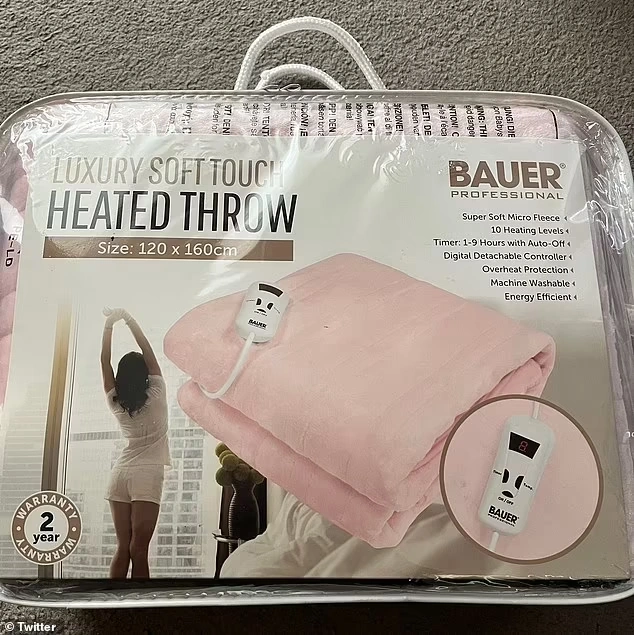 LUXURY SOFT TOUCH
HEATED THROW
Size: 120 x 160cm
BAUER®
PROFESSIONAL
Super Soft Micro Fleece
10 Heating Levels
Timer: 1-9 Hours with Auto-Off
Digital Detachable Controller
Overheat Protection
Machine Washable
Energy Efficient
BAUER
8
ON / OFF
BAUER
WARRANTY
2
year
WARRANTY
© Twitter